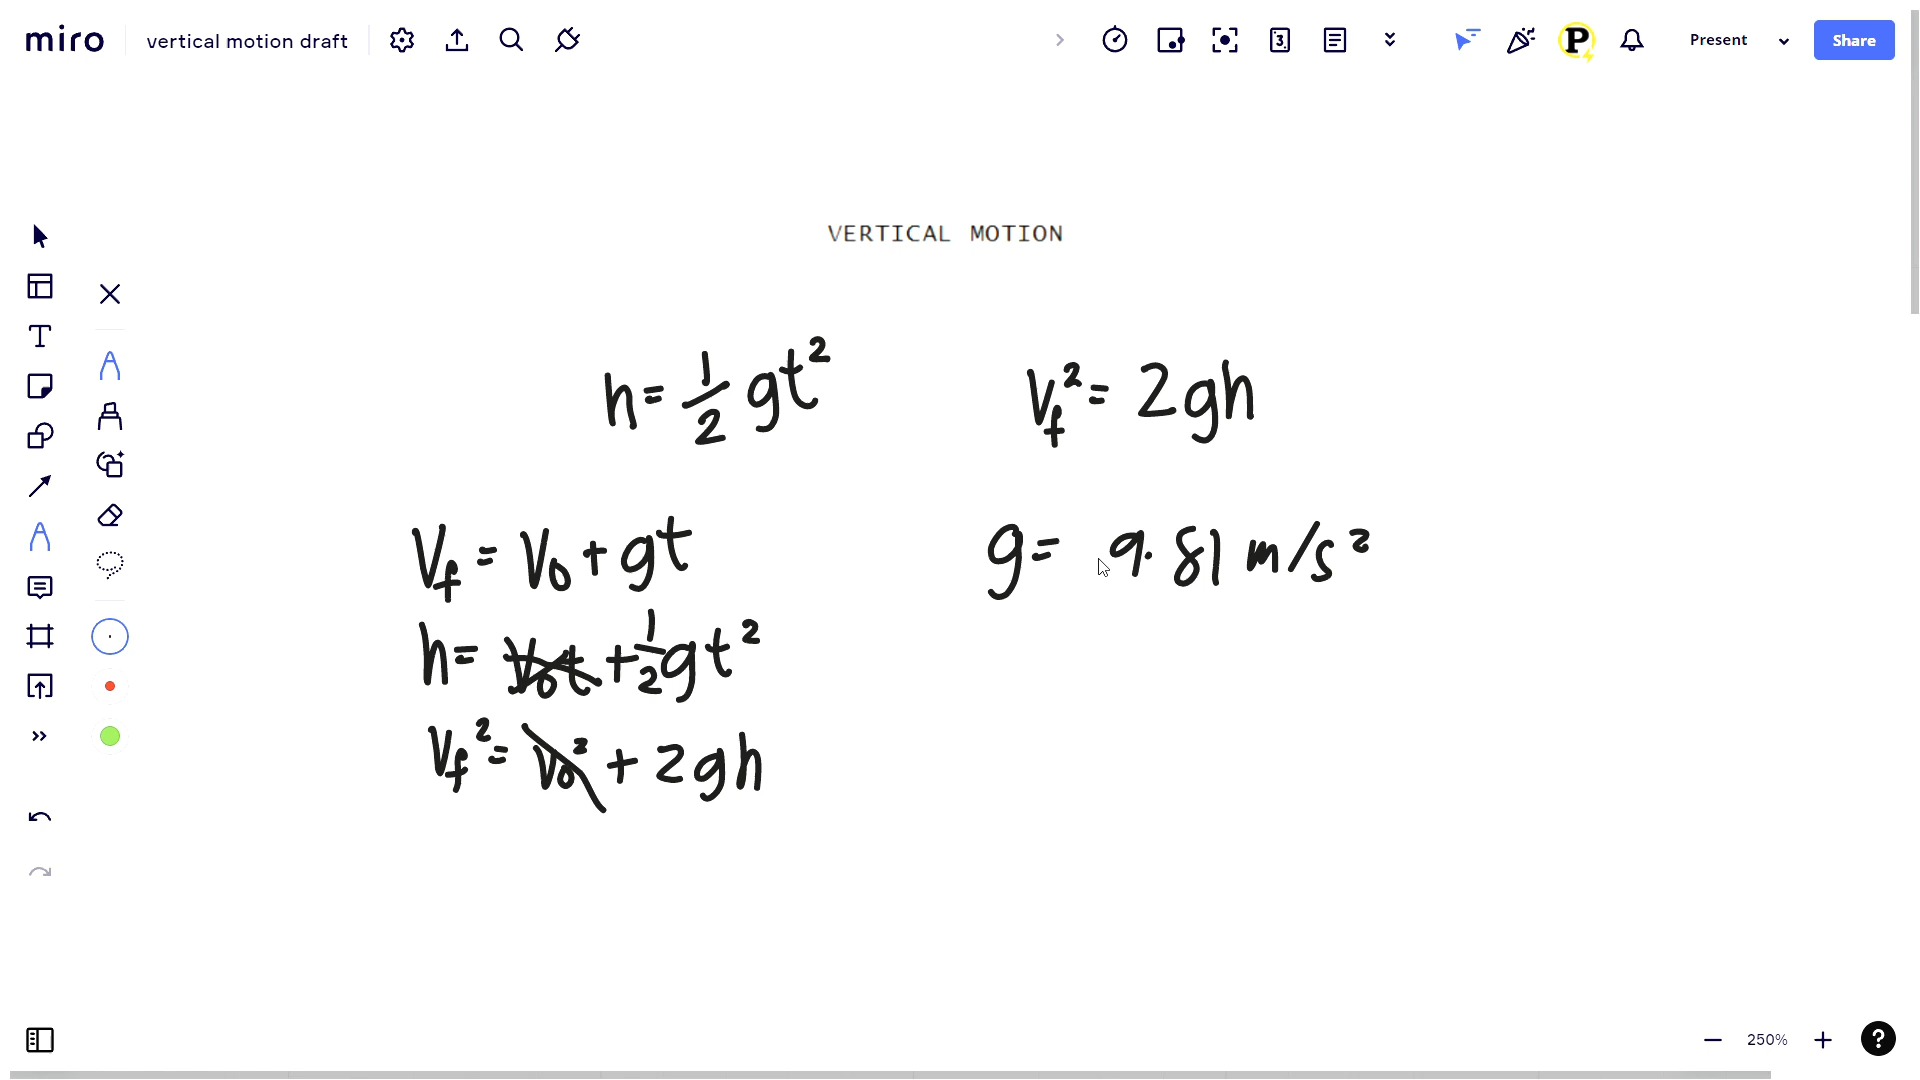 miro vertical motion draft 3 P Present Share
VERTICAL MOTION
h = 1/2 gt² Vf² = 2gh
Vf = V0 + gt g = 9.81 m/s²
h = V0t + 1/2 gt²
Vf² = V0² + 2gh
250%